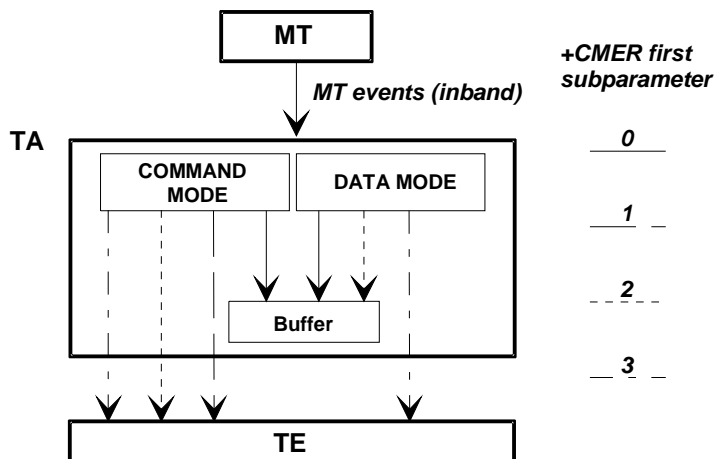 MT
+CMER first
subparameter
MT events (inband)
TA
0
COMMAND
MODE
DATA MODE
1
2
Buffer
3
TE